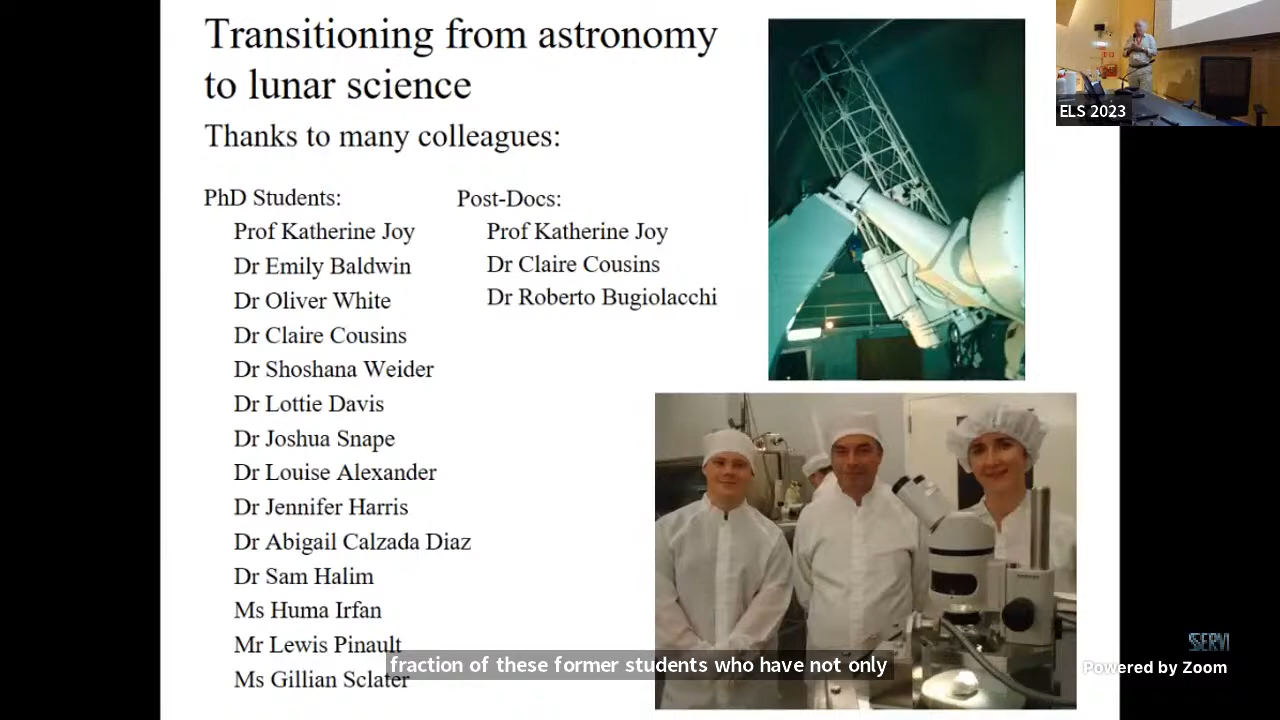 Transitioning from astronomy
to lunar science
Thanks to many colleagues:
PhD Students:
Prof Katherine Joy
Dr Emily Baldwin
Dr Oliver White
Dr Claire Cousins
Dr Shoshana Weider
Dr Lottie Davis
Dr Joshua Snape
Dr Louise Alexander
Dr Jennifer Harris
Dr Abigail Calzada Diaz
Dr Sam Halim
Ms Huma Irfan
Mr Lewis Pinault
Ms Gillian Sclater
Post-Docs:
Prof Katherine Joy
Dr Claire Cousins
Dr Roberto Bugiolacchi
ELS 2023
fraction of these former students who have not only
SERVI
Powered by Zoom